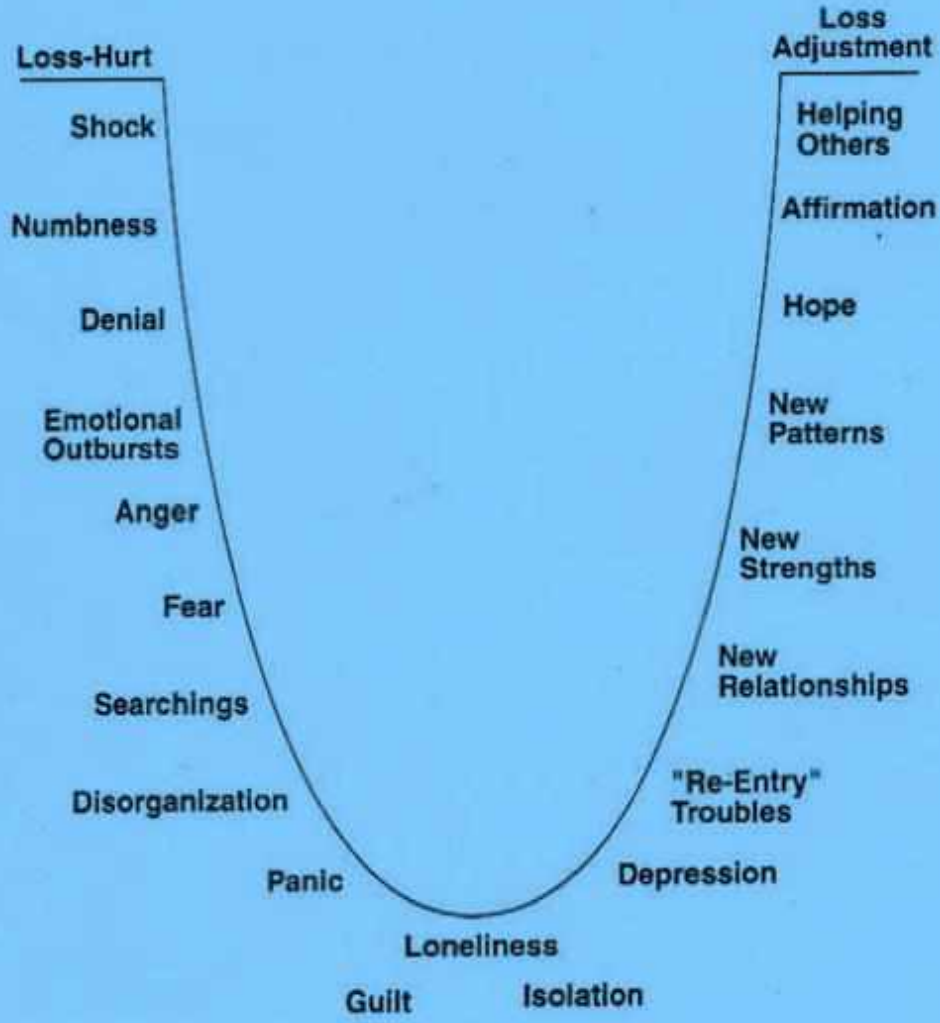 Loss-Hurt
Shock
Numbness
Denial
Emotional
Outbursts
Anger
Fear
Searchings
Disorganization
Panic
Guilt
Loneliness
Isolation
Depression
"Re-Entry"
Troubles
New
Relationships
New
Strengths
New
Patterns
Hope
Affirmation
Helping
Others
Loss
Adjustment